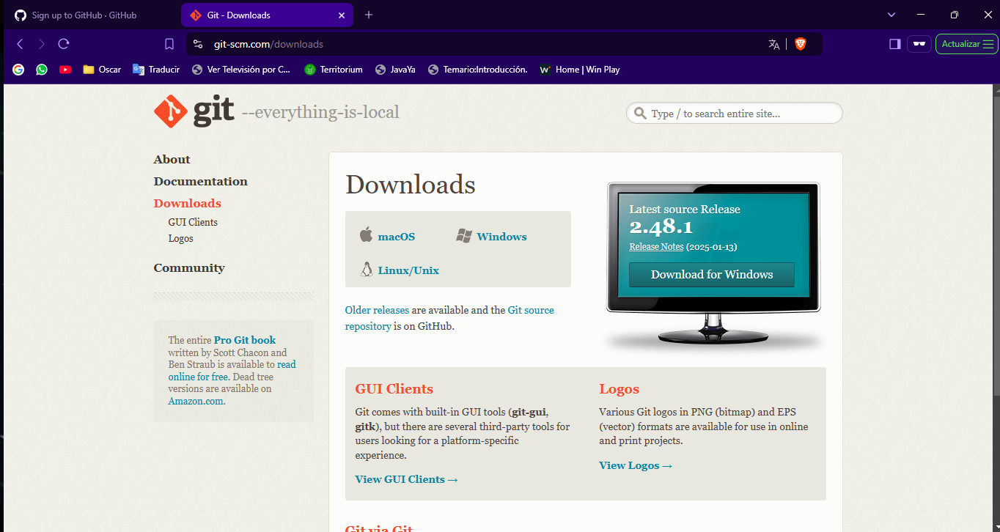 Sign up to GitHub · GitHub
Git - Downloads
git-scm.com/downloads
Actualizar
Oscar
Traducir
Ver Televisión por C...
Territorium
JavaYa
Temario:Introducción.
Home | Win Play
git --everything-is-local
Type / to search entire site...
About
Documentation
Downloads
GUI Clients
Logos
Community
The entire Pro Git book
written by Scott Chacon and
Ben Straub is available to read
online for free. Dead tree
versions are available on
Amazon.com.
Downloads
macOS
Windows
Linux/Unix
Older releases are available and the Git source
repository is on GitHub.
Latest source Release
2.48.1
Release Notes (2025-01-13)
Download for Windows
GUI Clients
Git comes with built-in GUI tools (git-gui,
gitk), but there are several third-party tools for
users looking for a platform-specific
experience.
View GUI Clients →
Logos
Various Git logos in PNG (bitmap) and EPS
(vector) formats are available for use in online
and print projects.
View Logos →
Git via Git